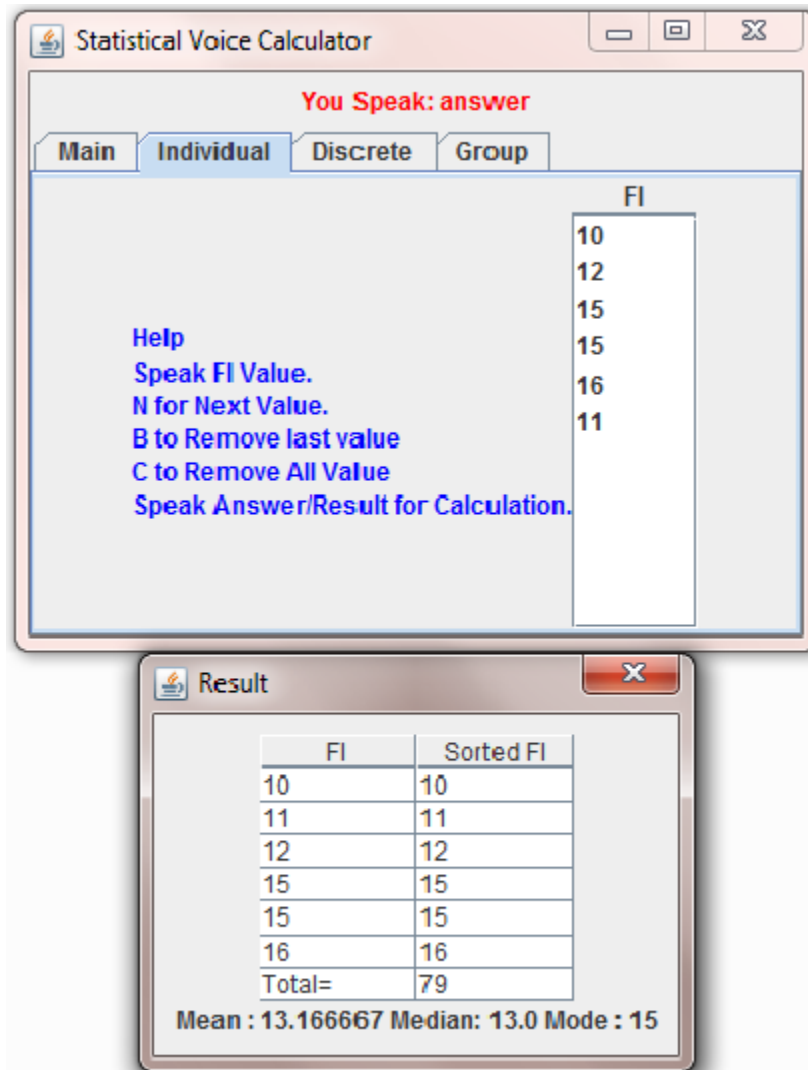 Statistical Voice Calculator
You Speak: answer
Main Individual Discrete Group
FI
10
12
15
15
16
11
Help
Speak FI Value.
N for Next Value.
B to Remove last value
C to Remove All Value
Speak Answer/Result for Calculation.
Result
FI Sorted FI
10 10
11 11
12 12
15 15
15 15
16 16
Total= 79
Mean : 13.166667 Median: 13.0 Mode : 15